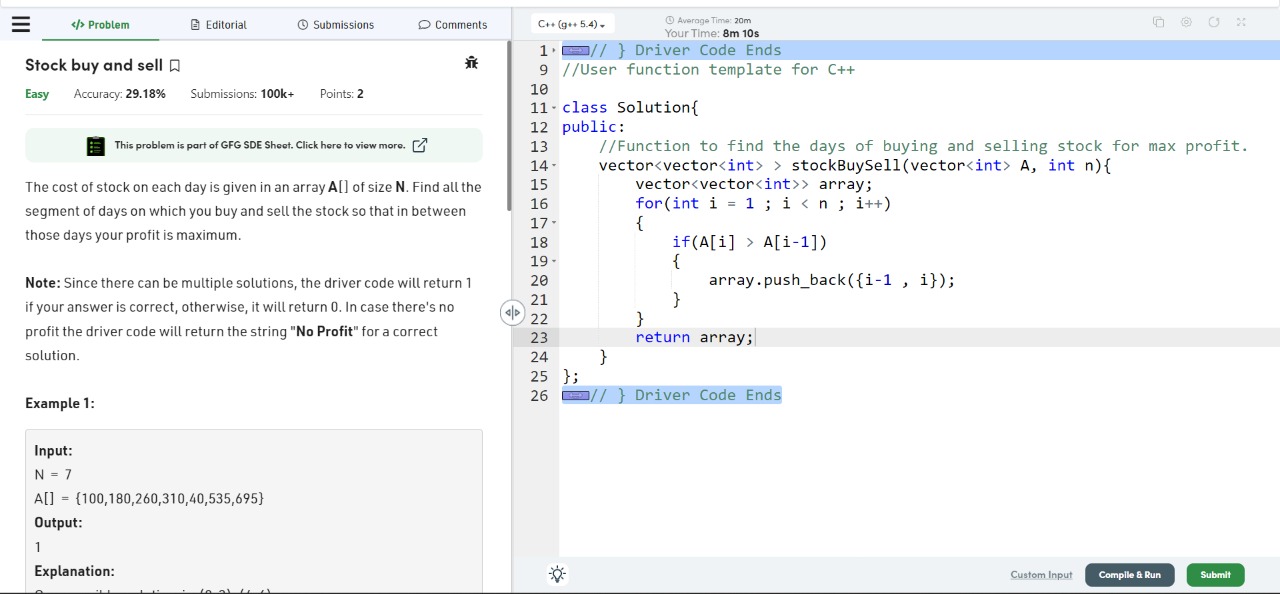 Problem
Editorial
Submissions
Comments
Stock buy and sell
Easy Accuracy: 29.18% Submissions: 100k+ Points: 2
This problem is part of GFG SDE Sheet. Click here to view more.
The cost of stock on each day is given in an array A[] of size N. Find all the
segment of days on which you buy and sell the stock so that in between
those days your profit is maximum.
Note: Since there can be multiple solutions, the driver code will return 1
if your answer is correct, otherwise, it will return 0. In case there's no
profit the driver code will return the string "No Profit" for a correct
solution.
Example 1:
Input:
N = 7
A[] = {100,180,260,310,40,535,695}
Output:
1
Explanation:
C++ (g++ 5.4)
Average Time: 20m
Your Time: 8m 10s
1 // } Driver Code Ends
9 //User function template for C++
10
11 class Solution{
12 public:
13 //Function to find the days of buying and selling stock for max profit.
14 vector<vector<int> > stockBuySell(vector<int> A, int n){
15 vector<vector<int>> array;
16 for(int i = 1 ; i < n ; i++)
17 {
18 if(A[i] > A[i-1])
19 {
20 array.push_back({i-1 , i});
21 }
22 }
23 return array;
24 }
25 };
26 // } Driver Code Ends
Custom Input
Compile & Run
Submit